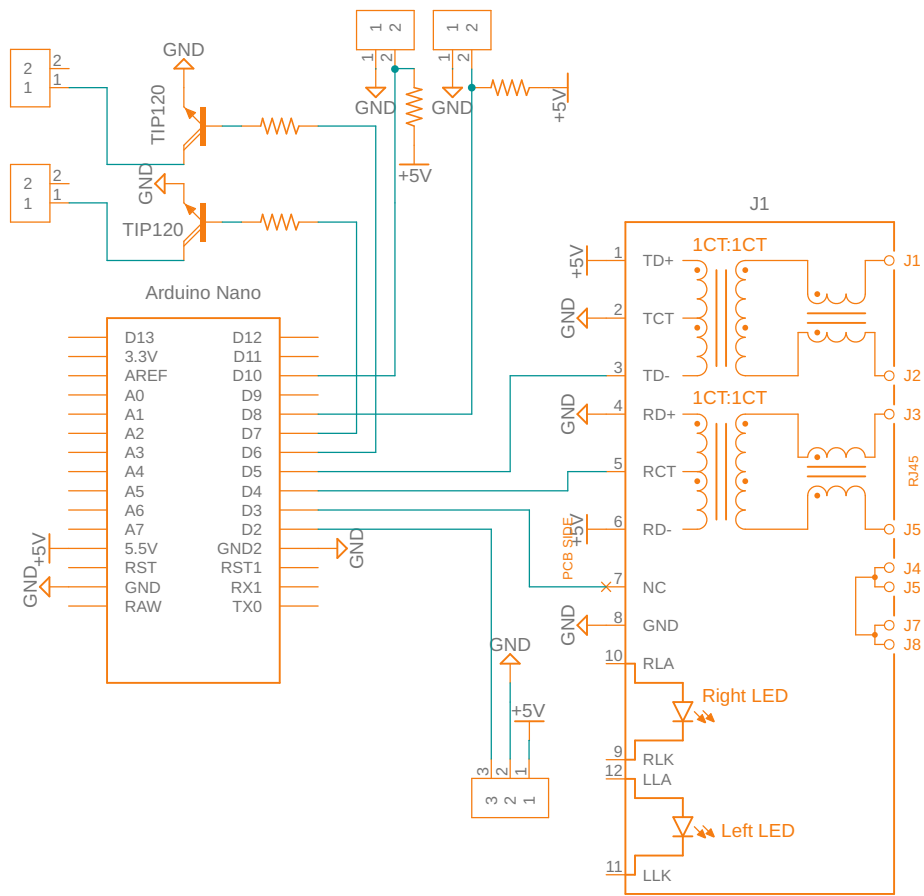 1 2
1 2
GND
+5V
1 2
1 2
GND
+5V
GND
TIP120
2 2
1 1
GND
TIP120
2 2
1 1
Arduino Nano
D13 D12
3.3V D11
AREF D10
A0 D9
A1 D8
A2 D7
A3 D6
A4 D5
A5 D4
A6 D3
A7 D2
+5V 5.5V GND2 GND
RST RST1
GND GND RX1
RAW TX0
GND
+5V
3 2 1
3 2 1
J1
1CT:1CT
+5V 1 TD+ J1
GND 2 TCT
3 TD- J2
1CT:1CT
GND 4 RD+ J3
5 RCT
RJ45
+5V 6 RD- J5
PCB SIDE
J4
7 NC J5
GND 8 GND J7
J8
10 RLA
Right LED
9 RLK
12 LLA
Left LED
11 LLK